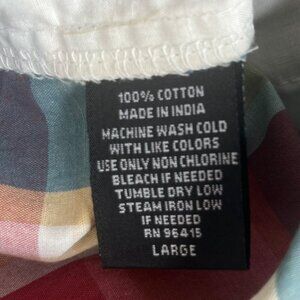 100% COTTON
MADE IN INDIA
MACHINE WASH COLD
WITH LIKE COLORS
USE ONLY NON CHLORINE
BLEACH IF NEEDED
TUMBLE DRY LOW
STEAM IRON LOW
IF NEEDED
RN 96415
LARGE